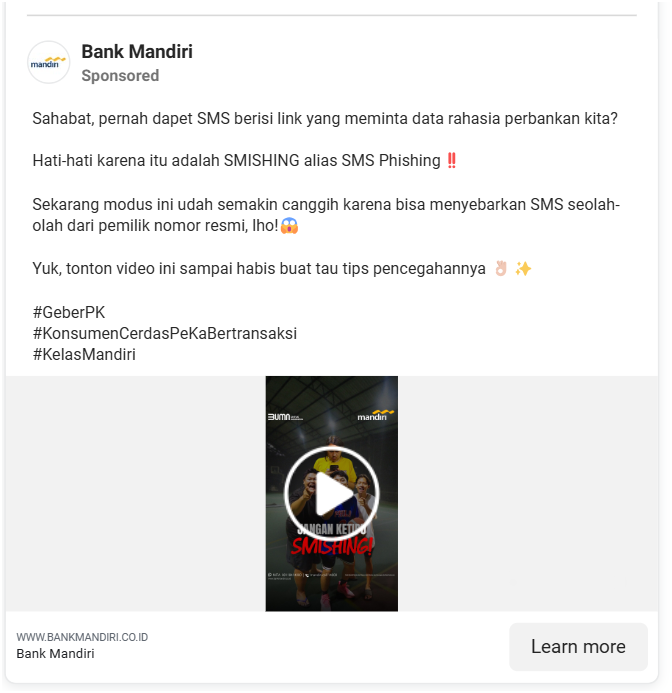 mandiri
Bank Mandiri
Sponsored
Sahabat, pernah dapet SMS berisi link yang meminta data rahasia perbankan kita?
Hati-hati karena itu adalah SMISHING alias SMS Phishing ‼️
Sekarang modus ini udah semakin canggih karena bisa menyebarkan SMS seolah-
olah dari pemilik nomor resmi, lho!😱
Yuk, tonton video ini sampai habis buat tau tips pencegahannya 👌🏻 ✨
#GeberPK
#KonsumenCerdasPeKaBertransaksi
#KelasMandiri
BUMN
mandiri
JANGAN KETIPU
SMISHING!
WWW.BANKMANDIRI.CO.ID
Bank Mandiri
Learn more